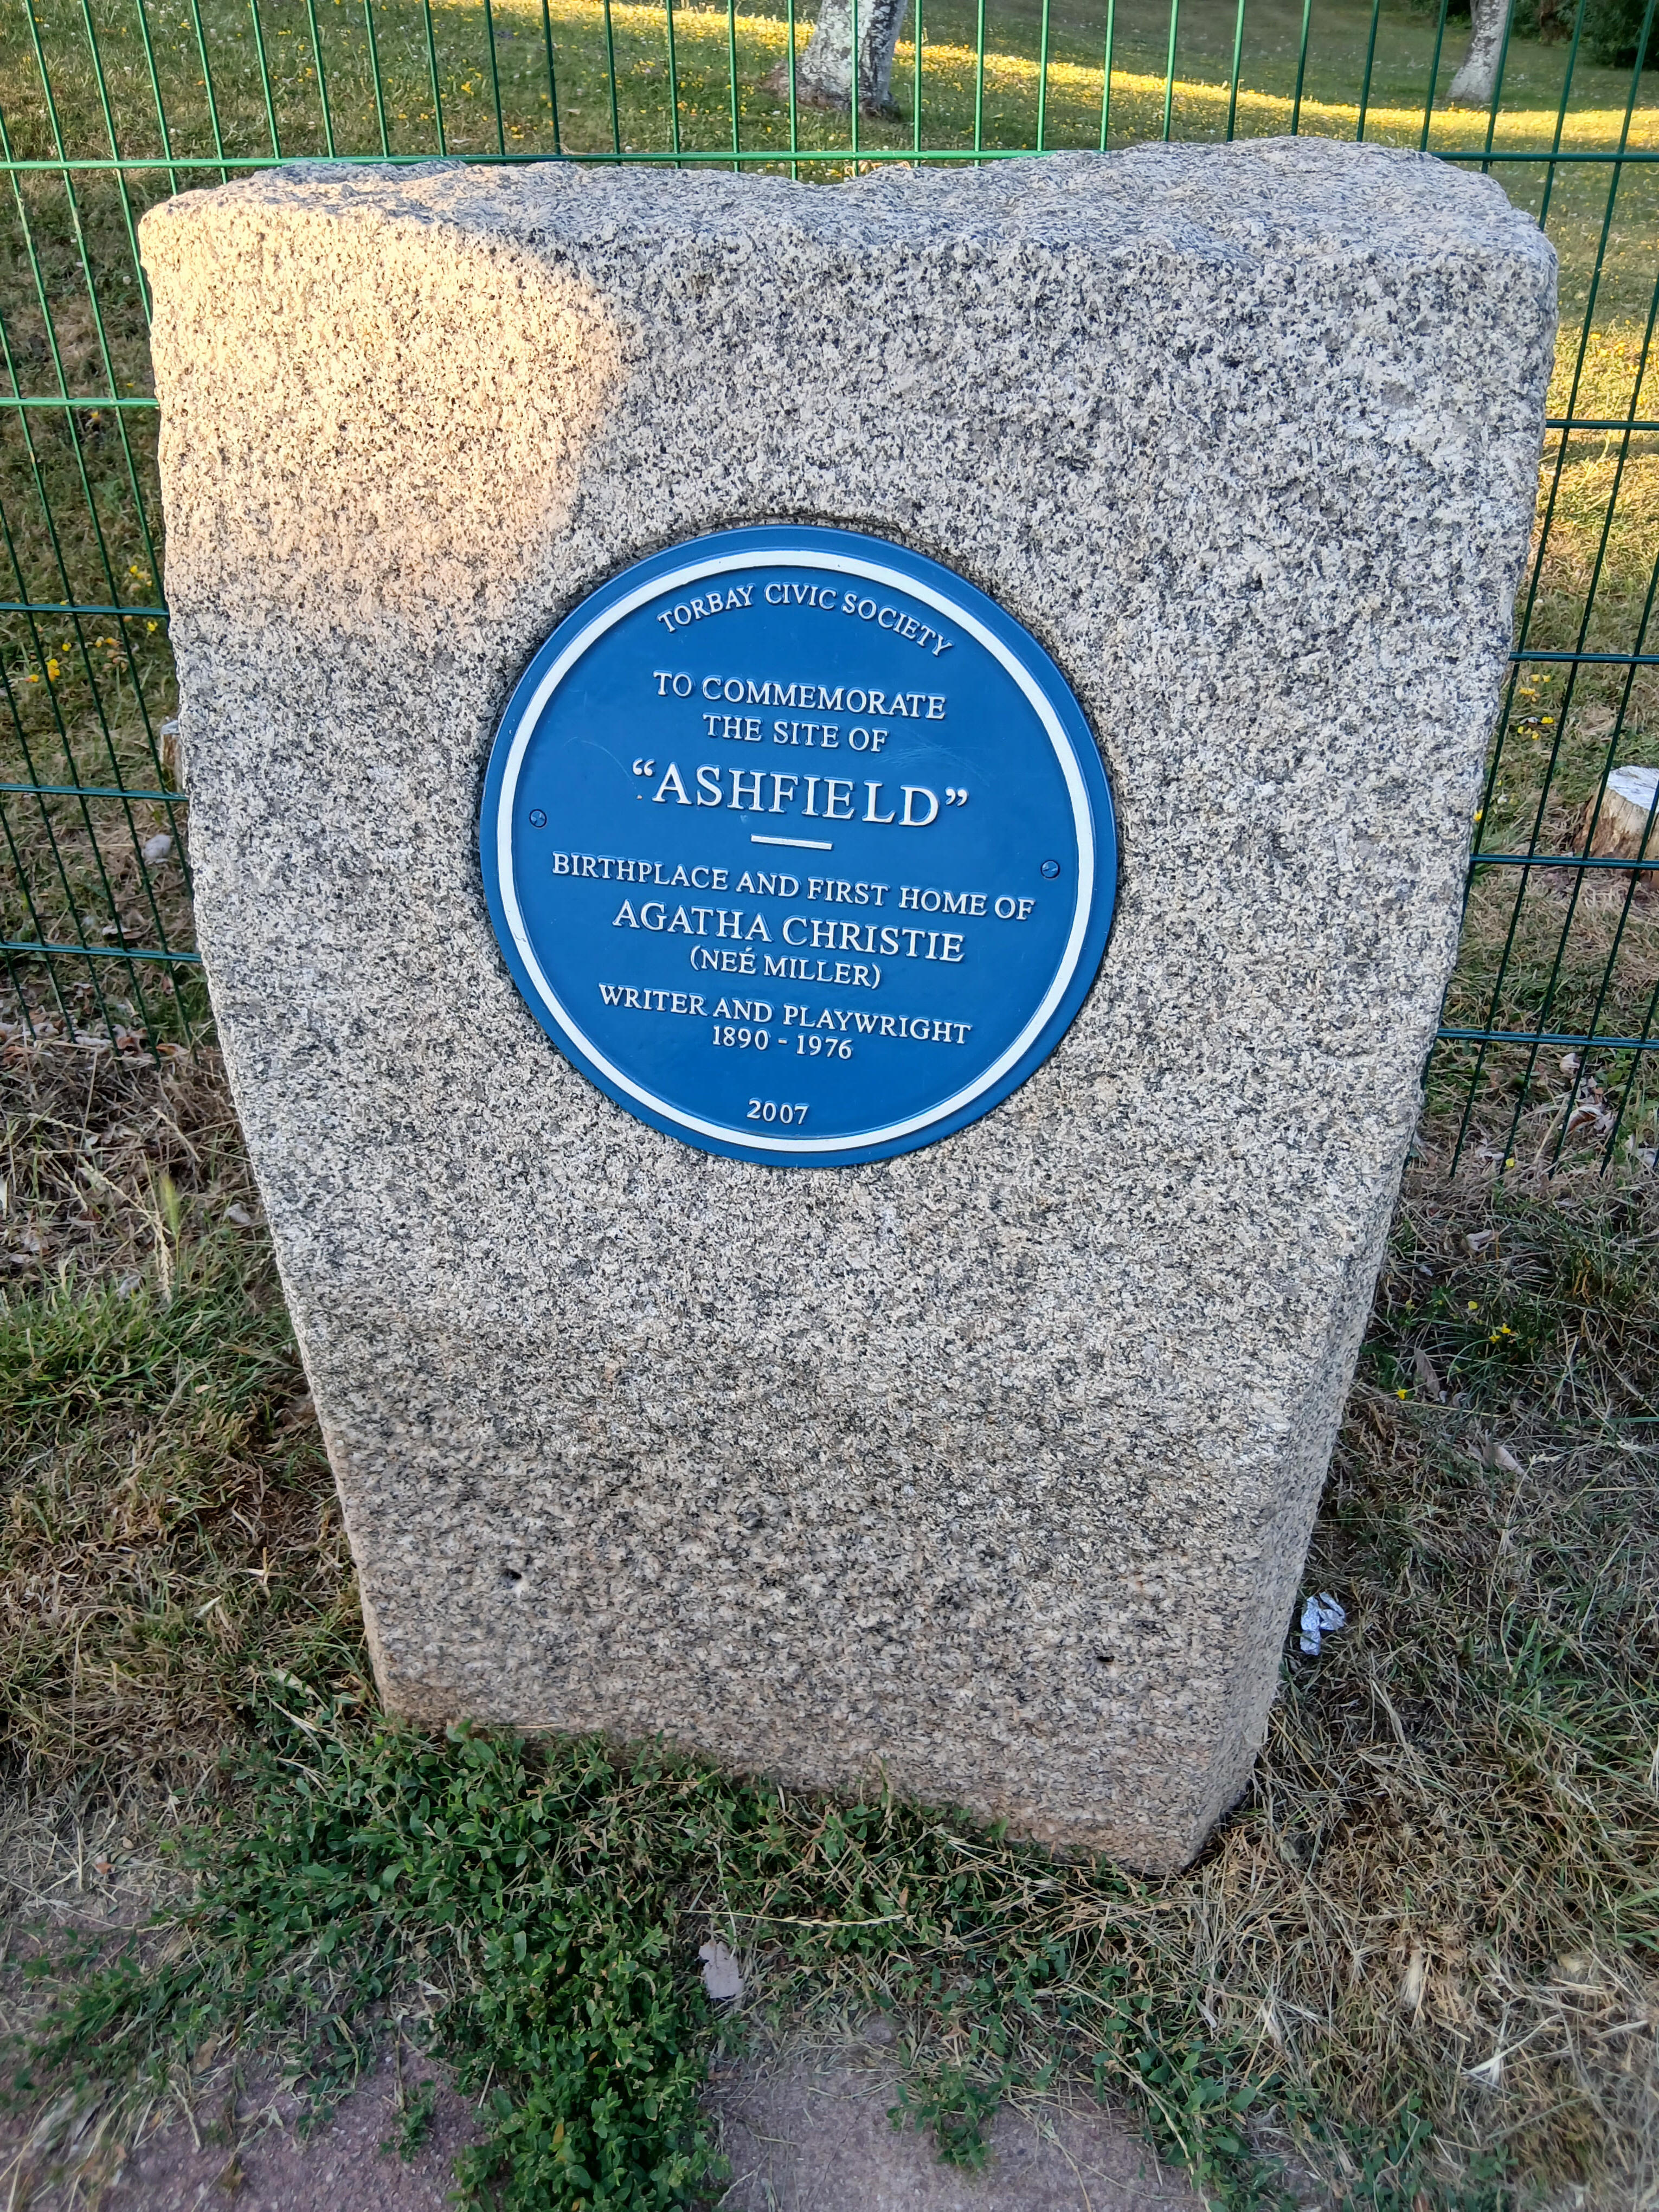 TORBAY CIVIC SOCIETY
TO COMMEMORATE
THE SITE OF
“ASHFIELD”
BIRTHPLACE AND FIRST HOME OF
AGATHA CHRISTIE
(NEÉ MILLER)
WRITER AND PLAYWRIGHT
1890 - 1976
2007